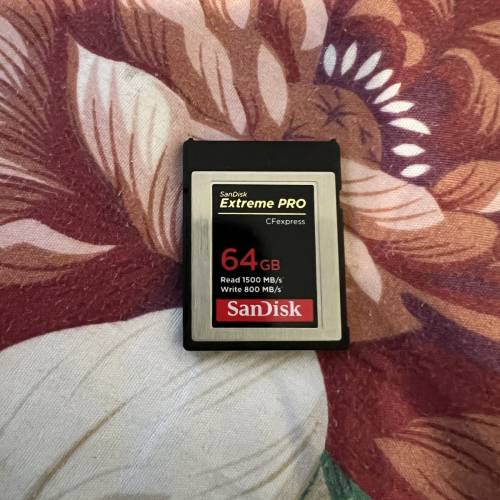 SanDisk
Extreme PRO
CFexpress
64GB
Read 1500 MB/s
Write 800 MB/s
SanDisk